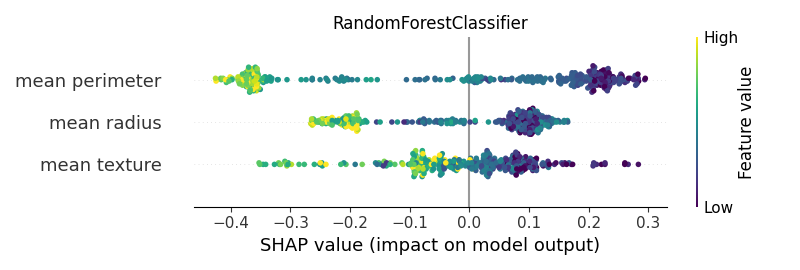 RandomForestClassifier
High
mean perimeter
mean radius
mean texture
Feature value
Low
−0.4 −0.3 −0.2 −0.1 0.0 0.1 0.2 0.3
SHAP value (impact on model output)